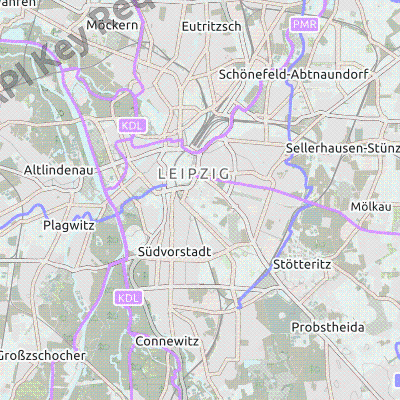 ahren
Möckern
Eutritzsch
PMR
API Key Req
Schönefeld-Abtnaundorf
KDL
Sellerhausen-Stünz
Altlindenau
LEIPZIG
Mölkau
Plagwitz
Südvorstadt
Stötteritz
KDL
Probstheida
Connewitz
Großzschocher